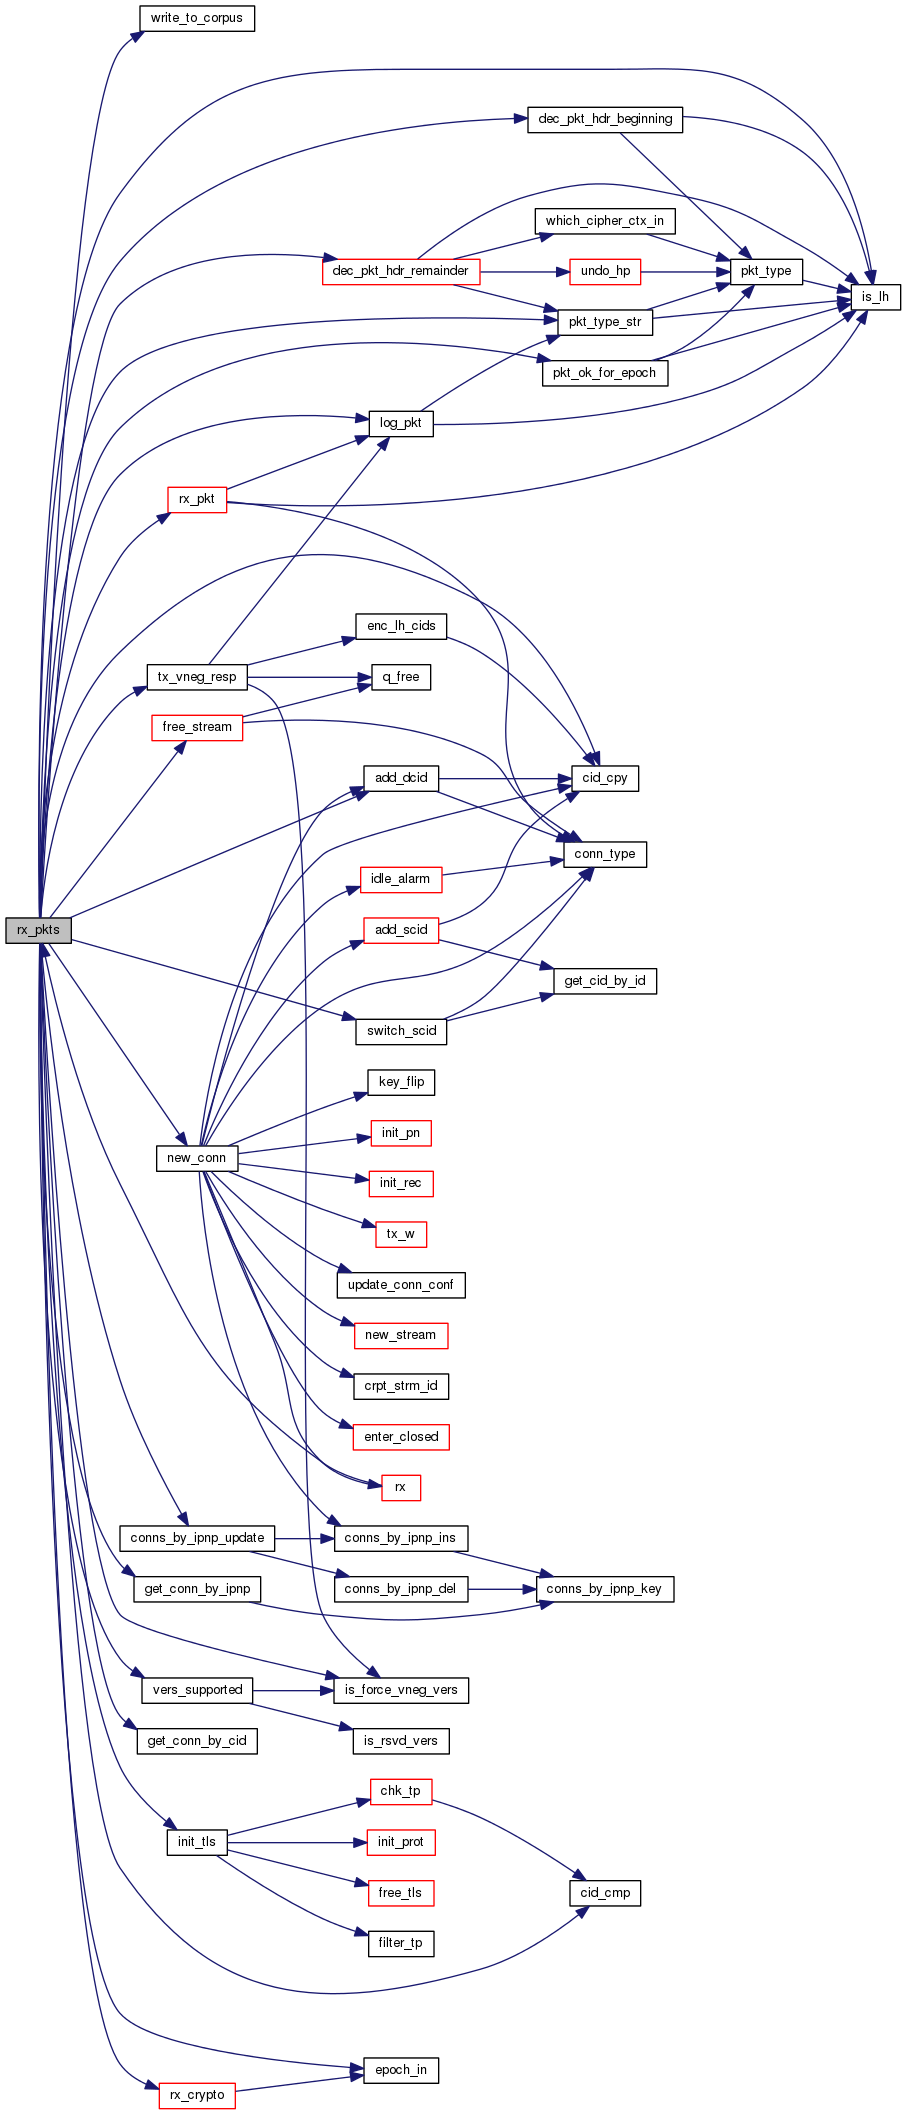 write_to_corpus
dec_pkt_hdr_beginning
which_cipher_ctx_in
dec_pkt_hdr_remainder
undo_hp
pkt_type
is_lh
pkt_type_str
pkt_ok_for_epoch
log_pkt
rx_pkt
enc_lh_cids
tx_vneg_resp
q_free
free_stream
add_dcid
cid_cpy
conn_type
idle_alarm
rx_pkts
add_scid
get_cid_by_id
switch_scid
key_flip
init_pn
new_conn
init_rec
tx_w
update_conn_conf
new_stream
crpt_strm_id
enter_closed
rx
conns_by_ipnp_update
conns_by_ipnp_ins
get_conn_by_ipnp
conns_by_ipnp_del
conns_by_ipnp_key
vers_supported
is_force_vneg_vers
get_conn_by_cid
is_rsvd_vers
chk_tp
init_tls
init_prot
free_tls
cid_cmp
filter_tp
epoch_in
rx_crypto